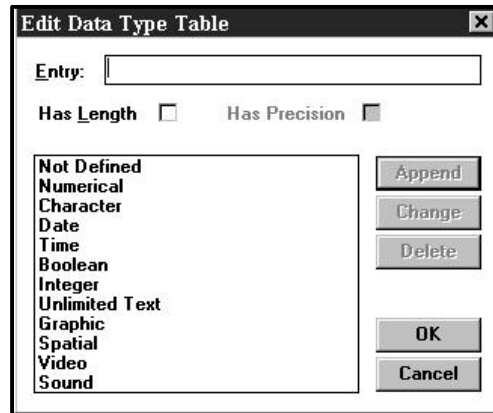 Edit Data Type Table
Entry:
Has Length Has Precision
Not Defined
Numerical
Character
Date
Time
Boolean
Integer
Unlimited Text
Graphic
Spatial
Video
Sound
Append
Change
Delete
OK
Cancel